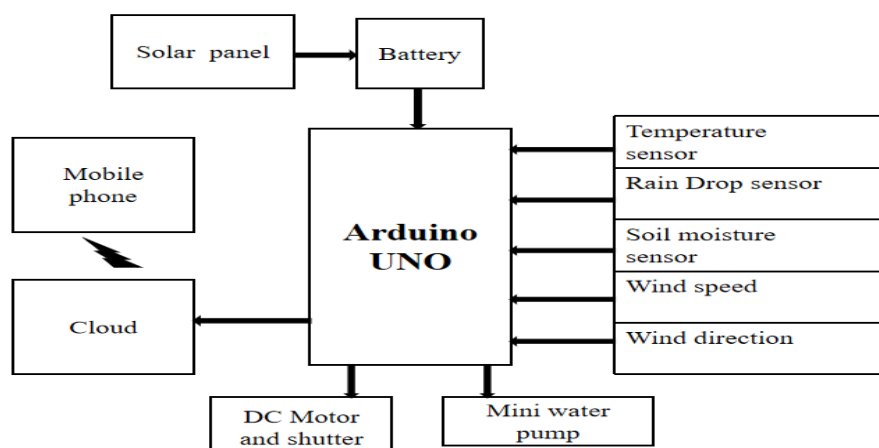 Solar panel
Battery
Mobile
phone
Cloud
Arduino
UNO
Temperature
sensor
Rain Drop sensor
Soil moisture
sensor
Wind speed
Wind direction
DC Motor
and shutter
Mini water
pump